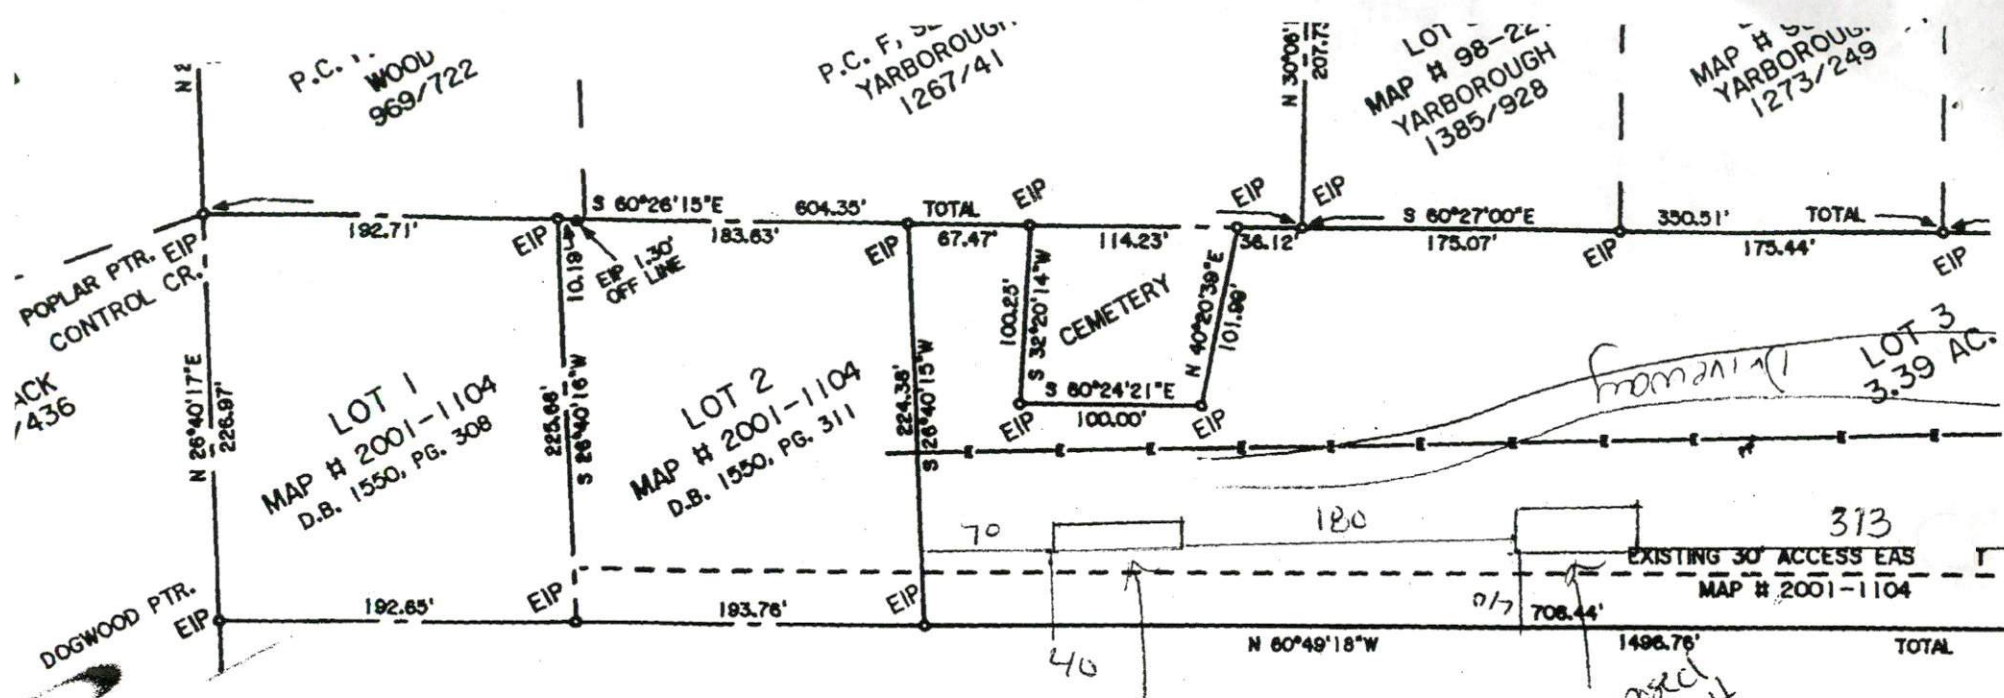 P.C.
WOOD
969/722
P.C. F,
YARBOROUGH
1267/41
N 30°06'
207.7
LOT
MAP # 98-22
YARBOROUGH
1385/928
MAP #
YARBOROUGH
1273/249
EIP
EIP
EIP
S 60°26'15"E
604.35'
TOTAL
S 60°27'00"E
350.51'
TOTAL
192.71'
183.63'
67.47'
114.23'
36.12'
175.07'
175.44'
POPLAR PTR. EIP
CONTROL CR.
EIP
10.19'
EIP 1.30'
OFF LINE
EIP
EIP
EIP
ACK
/436
N 26°40'17"E
226.97'
LOT 1
MAP # 2001-1104
D.B. 1550, PG. 308
225.66'
S 26°40'16"W
LOT 2
MAP # 2001-1104
D.B. 1550, PG. 311
224.38'
S 26°40'15"W
100.25'
S 32°20'14"W
CEMETERY
N 40°20'39"E
101.99'
S 60°24'21"E
100.00'
EIP
EIP
Driveway
LOT 3
3.39 AC.
E E E E E E E E E E E
PP
70
180
313
EXISTING 30' ACCESS EAS T
MAP # 2001-1104
DOGWOOD PTR.
EIP
192.65'
EIP
193.76'
EIP
40
40
706.44'
N 60°49'18"W
1496.76'
TOTAL